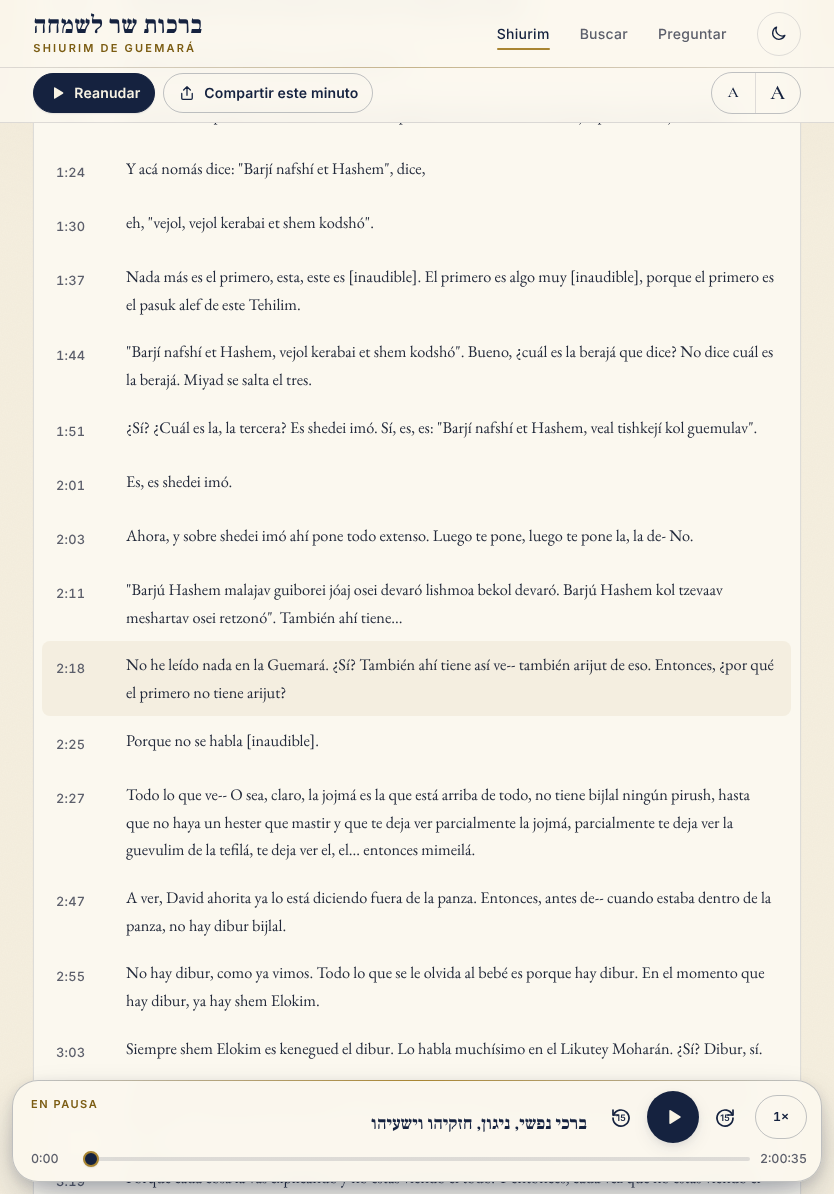 ברכות שר לשמחה
SHIURIM DE GUEMARÁ
Shiurim
Buscar
Preguntar
Reanudar
Compartir este minuto
A
A
1:24
Y acá nomás dice: "Barjí nafshí et Hashem", dice,
1:30
eh, "vejol, vejol kerabai et shem kodshó".
1:37
Nada más es el primero, esta, este es [inaudible]. El primero es algo muy [inaudible], porque el primero es
el pasuk alef de este Tehilim.
1:44
"Barjí nafshí et Hashem, vejol kerabai et shem kodshó". Bueno, ¿cuál es la berajá que dice? No dice cuál es
la berajá. Miyad se salta el tres.
1:51
¿Sí? ¿Cuál es la, la tercera? Es shedei imó. Sí, es, es: "Barjí nafshí et Hashem, veal tishkejí kol guemulav".
2:01
Es, es shedei imó.
2:03
Ahora, y sobre shedei imó ahí pone todo extenso. Luego te pone, luego te pone la, la de- No.
2:11
"Barjú Hashem malajav guiborei jóaj osei devaró lishmoa bekol devaró. Barjú Hashem kol tzevaav
meshartav osei retzonó". También ahí tiene...
2:18
No he leído nada en la Guemará. ¿Sí? También ahí tiene así ve-- también arijut de eso. Entonces, ¿por qué
el primero no tiene arijut?
2:25
Porque no se habla [inaudible].
2:27
Todo lo que ve-- O sea, claro, la jojmá es la que está arriba de todo, no tiene bijlal ningún pirush, hasta
que no haya un hester que mastir y que te deja ver parcialmente la jojmá, parcialmente te deja ver la
guevulim de la tefilá, te deja ver el, el... entonces mimeilá.
2:47
A ver, David ahorita ya lo está diciendo fuera de la panza. Entonces, antes de-- cuando estaba dentro de la
panza, no hay dibur bijlal.
2:55
No hay dibur, como ya vimos. Todo lo que se le olvida al bebé es porque hay dibur. En el momento que
hay dibur, ya hay shem Elokim.
3:03
Siempre shem Elokim es kenegued el dibur. Lo habla muchísimo en el Likutey Moharán. ¿Sí? Dibur, sí.
EN PAUSA
ברכי נפשי, ניגון, חזקיהו וישעיהו
15
15
1×
0:00
2:00:35